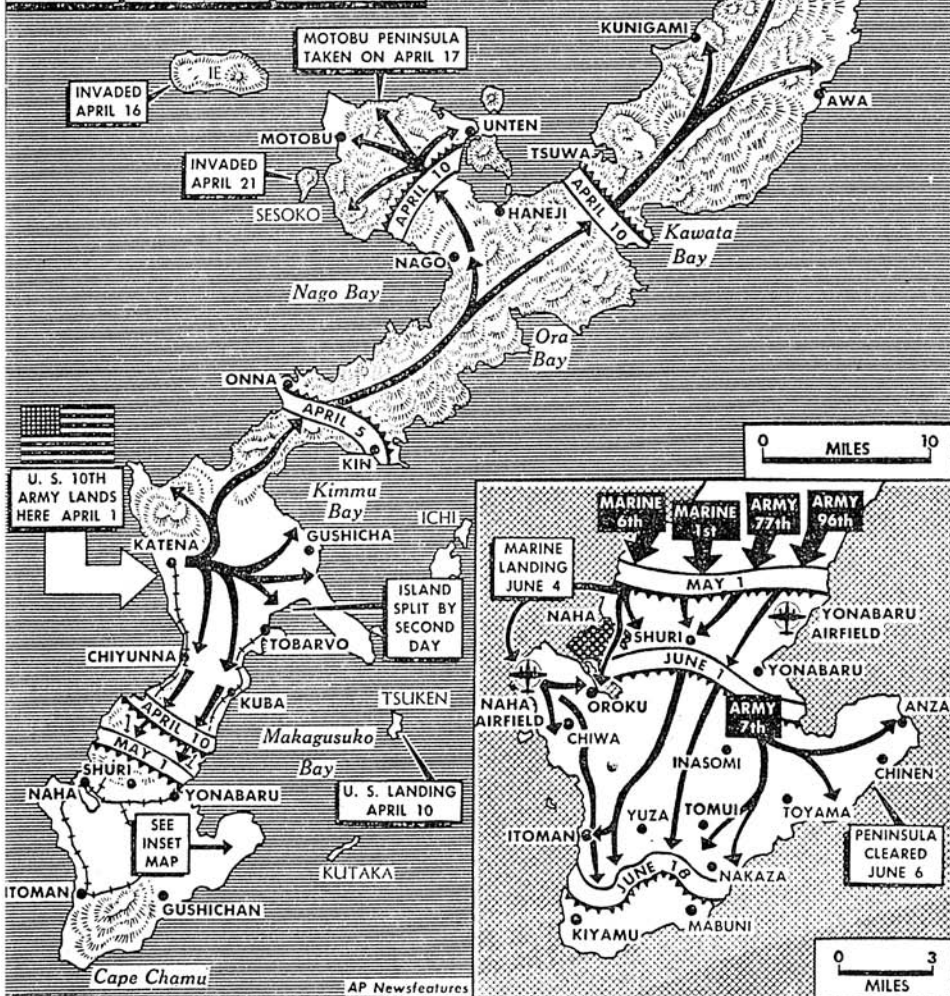 KUNIGAMI
MOTOBU PENINSULA
TAKEN ON APRIL 17
IE
INVADED
APRIL 16
AWA
MOTOBU
UNTEN
TSUWA
INVADED
APRIL 21
SESOKO
APRIL 10
HANEJI
APRIL 10
Kawata
Bay
NAGO
Nago Bay
Ora
Bay
ONNA
APRIL 5
KIN
0 MILES 10
U. S. 10TH
ARMY LANDS
HERE APRIL 1
Kimmu
Bay
ICHI
KATENA
GUSHICHA
ISLAND
SPLIT BY
SECOND
DAY
TOBARVO
CHIYUNNA
KUBA
TSUKEN
APRIL 10
MAY 1
Makagusuko
Bay
SHURI
NAHA
YONABARU
U. S. LANDING
APRIL 10
SEE
INSET
MAP
KUTAKA
ITOMAN
GUSHICHAN
Cape Chamu
AP Newsfeatures
MARINE
6th
MARINE
1st
ARMY
77th
ARMY
96th
MARINE
LANDING
JUNE 4
MAY 1
NAHA
SHURI
YONABARU
AIRFIELD
JUNE 1
YONABARU
NAHA
AIRFIELD
OROKU
ARMY
7th
ANZA
CHIWA
INASOMI
CHINEN
ITOMAN
YUZA
TOMUI
TOYAMA
PENINSULA
CLEARED
JUNE 6
JUNE 18
NAKAZA
KIYAMU
MABUNI
0 3
MILES